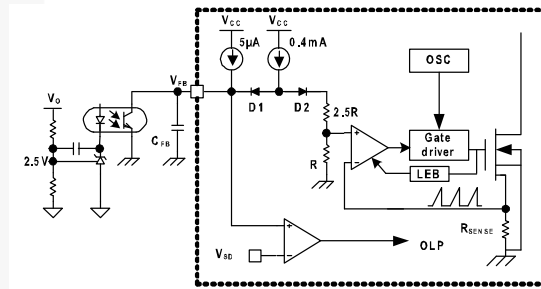 Vcc Vcc
5μA 0.4mA
OSC
VFB
D1 D2
2.5R
VO
CFB
R
Gate
driver
2.5V
LEB
RSENSE
VSD
OLP